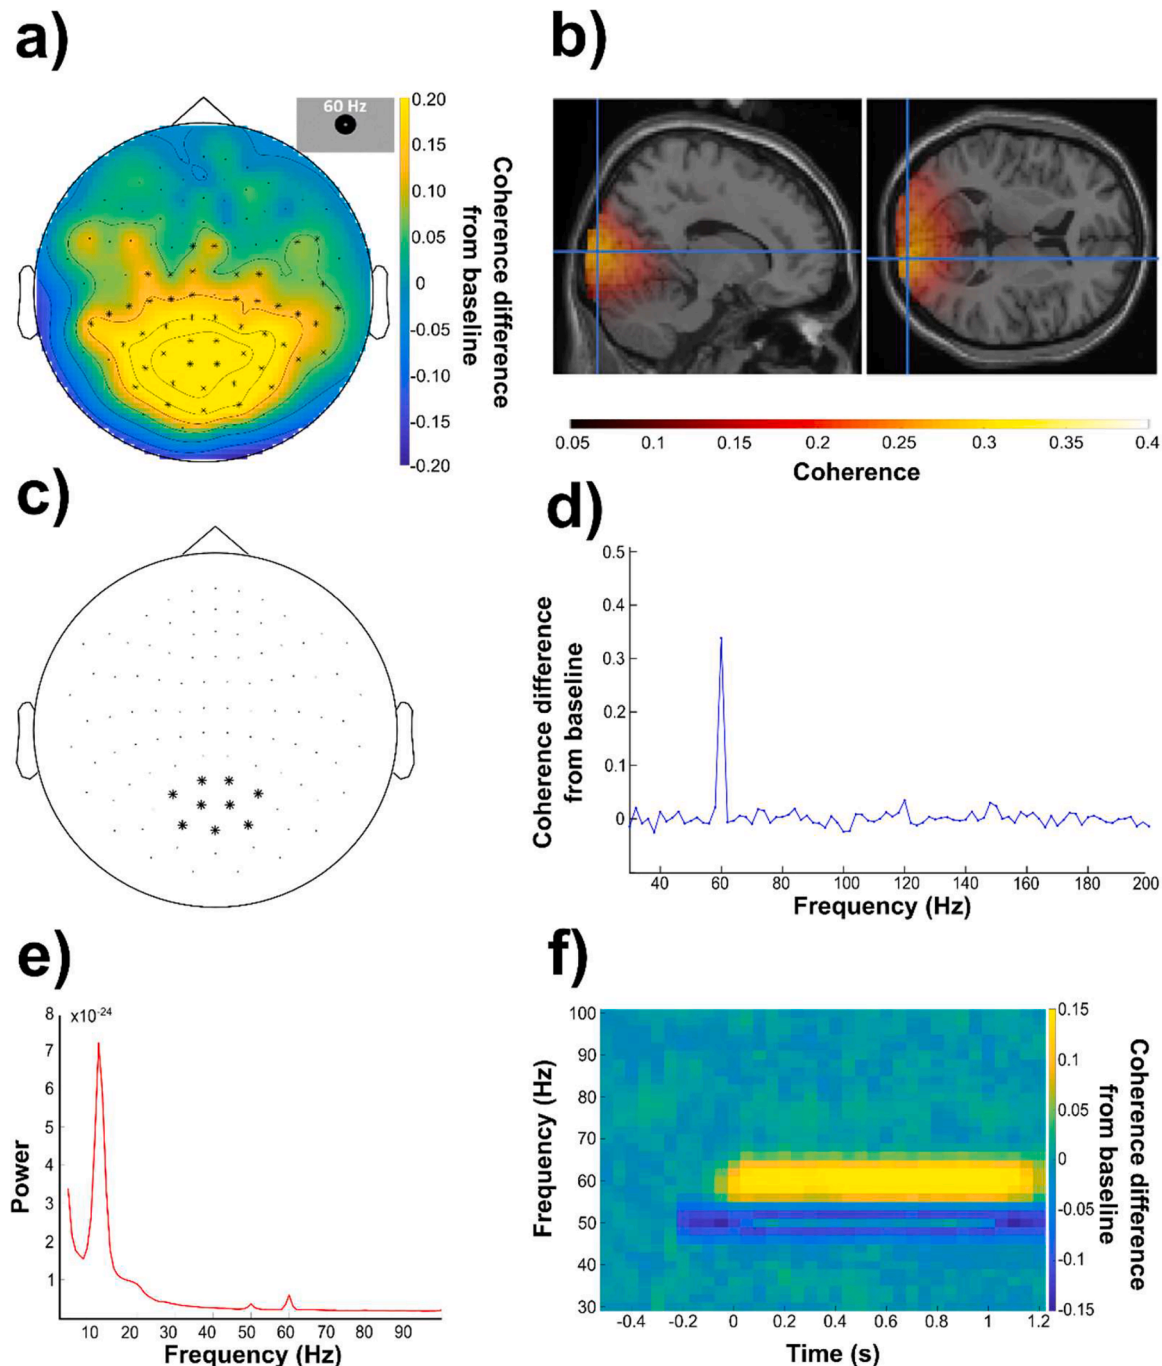 a)
60 Hz
0.20
0.15
0.10
0.05
0
-0.05
-0.10
-0.15
-0.20
Coherence difference
from baseline
b)
0.05 0.1 0.15 0.2 0.25 0.3 0.35 0.4
Coherence
c)
d)
0.5
0.4
0.3
0.2
0.1
0
Coherence difference
from baseline
40 60 80 100 120 140 160 180 200
Frequency (Hz)
e)
8 x10-24
7
6
5
4
3
2
1
Power
10 20 30 40 50 60 70 80 90
Frequency (Hz)
f)
100
90
80
70
60
50
40
30
Frequency (Hz)
-0.4 -0.2 0 0.2 0.4 0.6 0.8 1 1.2
Time (s)
0.15
0.1
0.05
0
-0.05
-0.1
-0.15
Coherence difference
from baseline